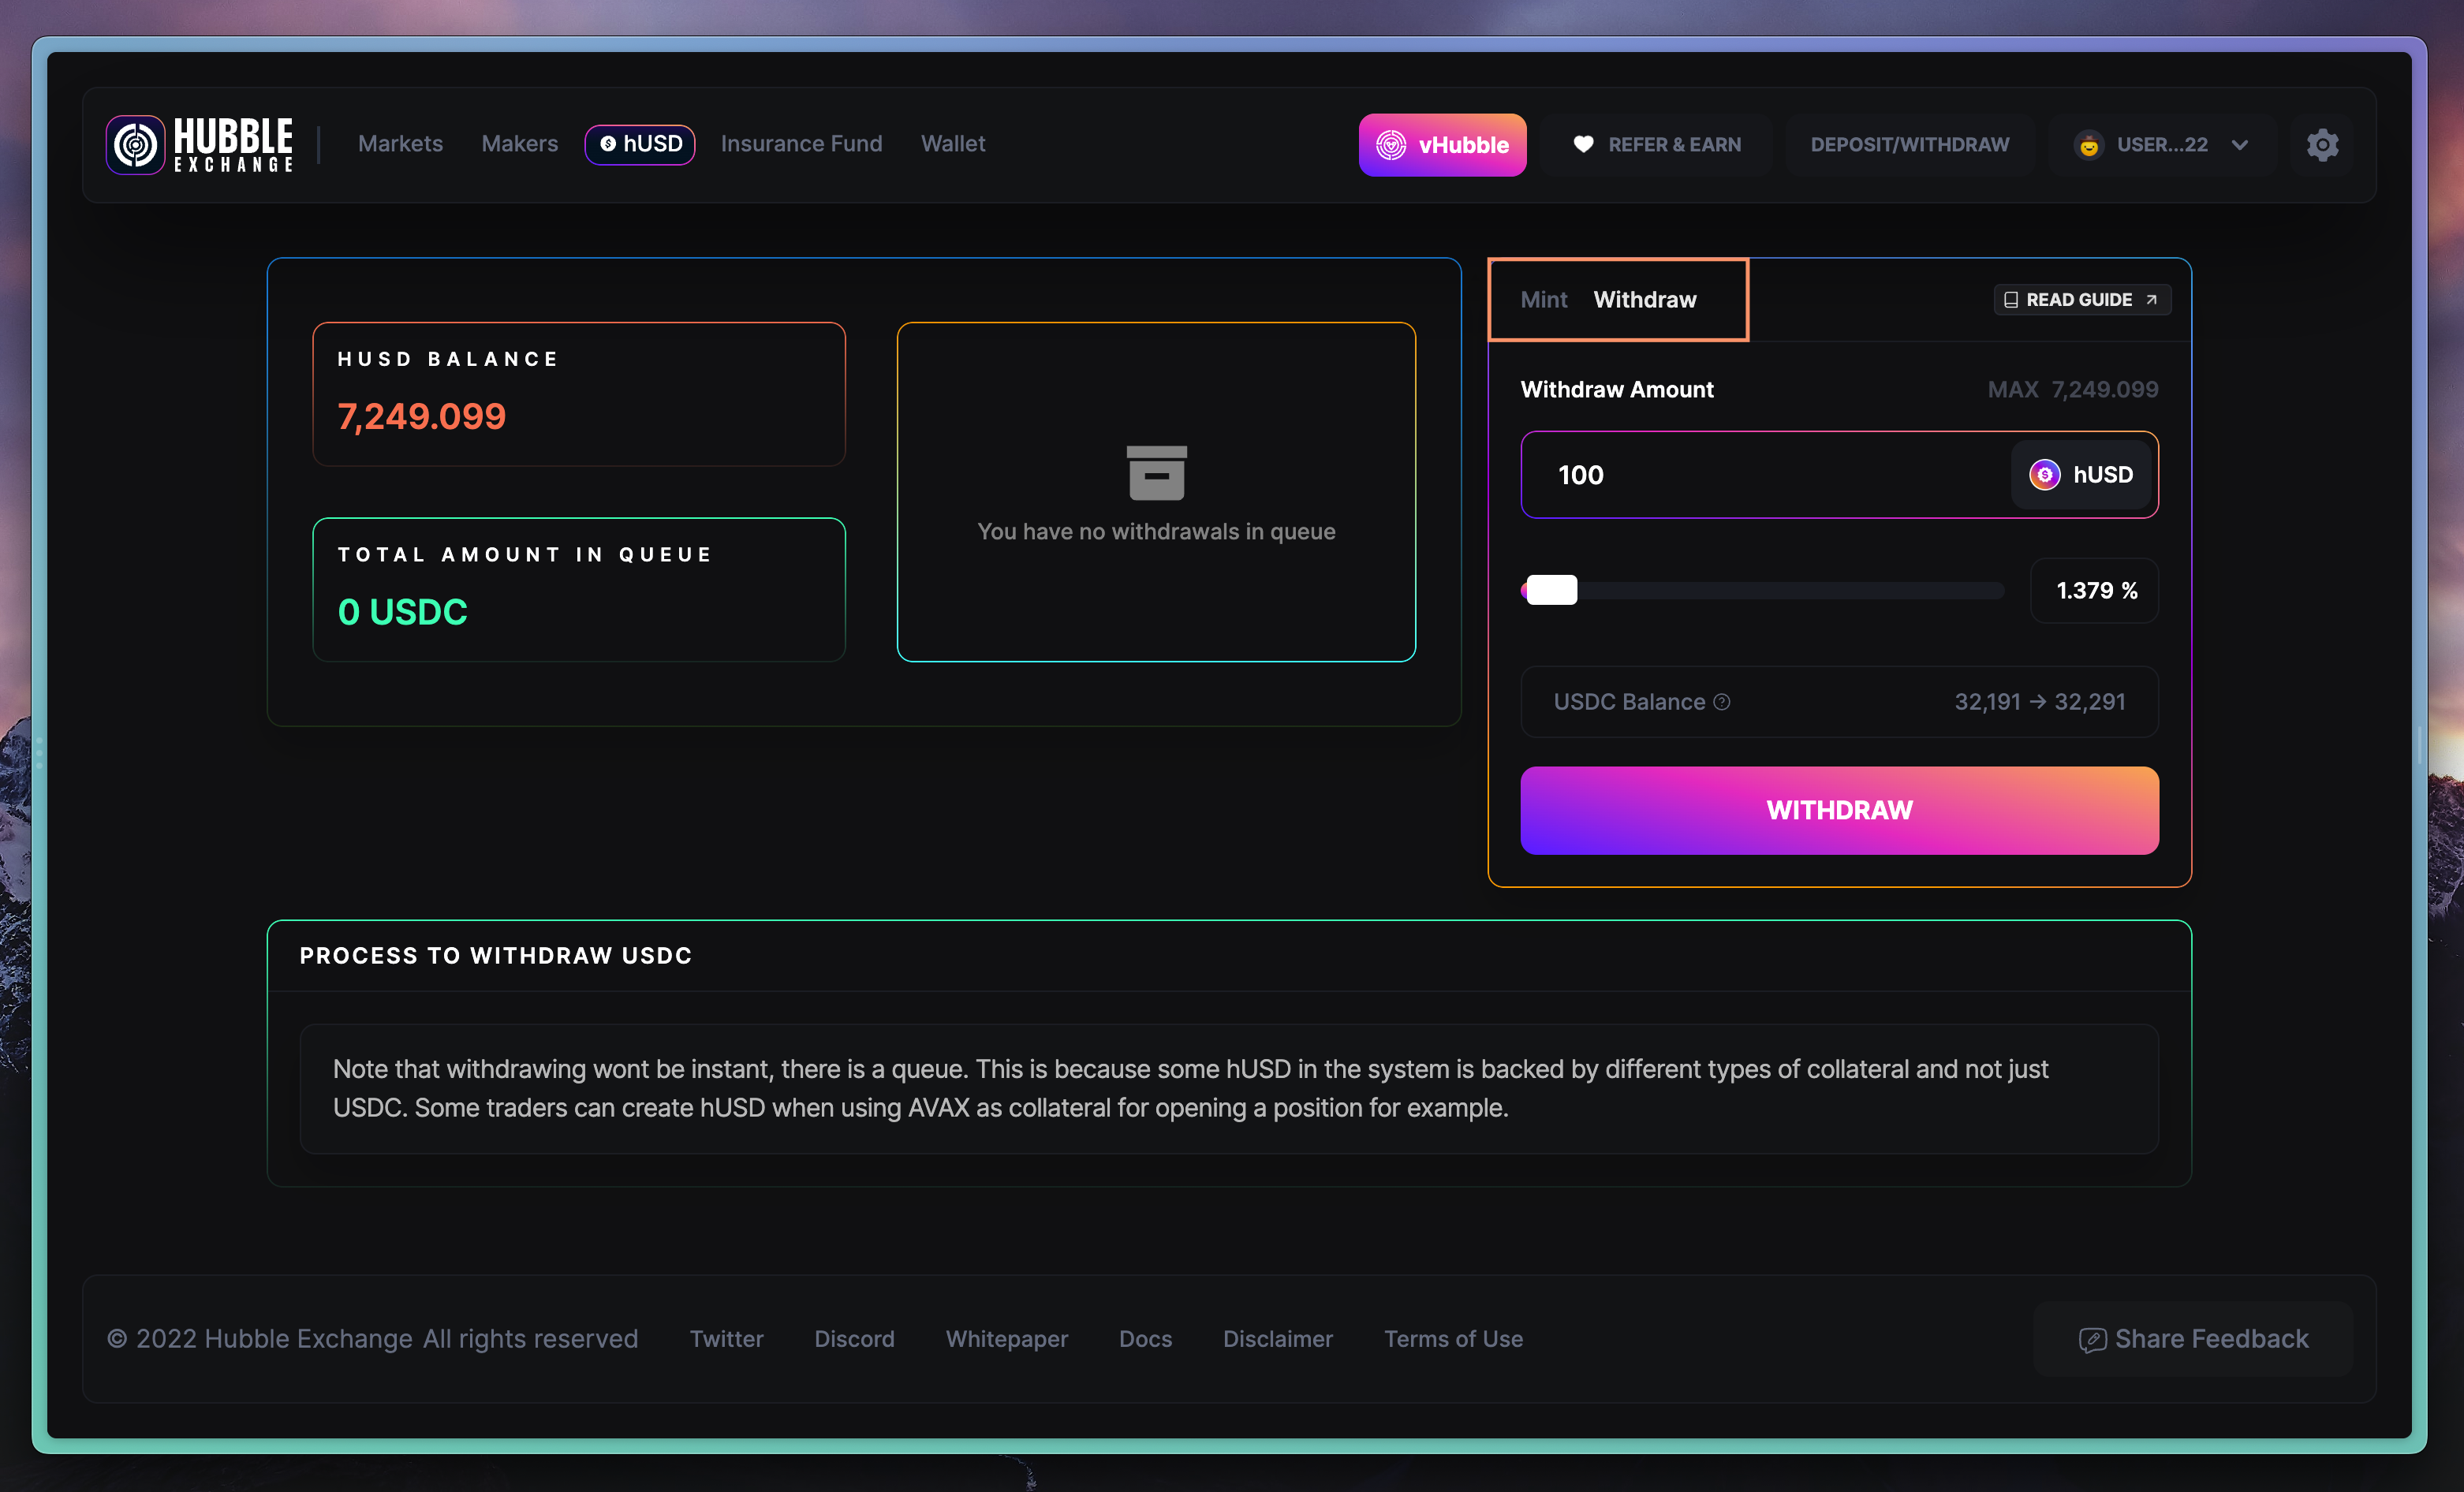 HUBBLE
EXCHANGE
Markets Makers hUSD Insurance Fund Wallet
vHubble REFER & EARN DEPOSIT/WITHDRAW USER...22
HUSD BALANCE
7,249.099
TOTAL AMOUNT IN QUEUE
0 USDC
You have no withdrawals in queue
Mint Withdraw READ GUIDE
Withdraw Amount MAX 7,249.099
100 hUSD
1.379 %
USDC Balance 32,191 → 32,291
WITHDRAW
PROCESS TO WITHDRAW USDC
Note that withdrawing wont be instant, there is a queue. This is because some hUSD in the system is backed by different types of collateral and not just
USDC. Some traders can create hUSD when using AVAX as collateral for opening a position for example.
© 2022 Hubble Exchange All rights reserved Twitter Discord Whitepaper Docs Disclaimer Terms of Use Share Feedback